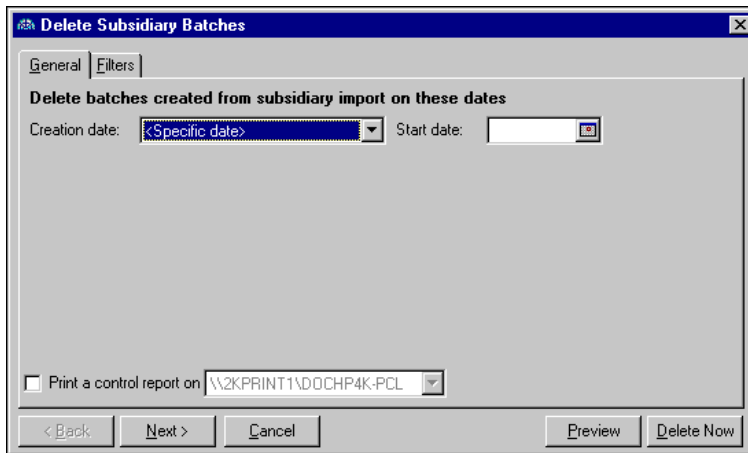 Delete Subsidiary Batches
General Filters
Delete batches created from subsidiary import on these dates
Creation date: <Specific date> Start date:
Print a control report on \\2KPRINT1\DOCHP4K-PCL
< Back Next > Cancel Preview Delete Now